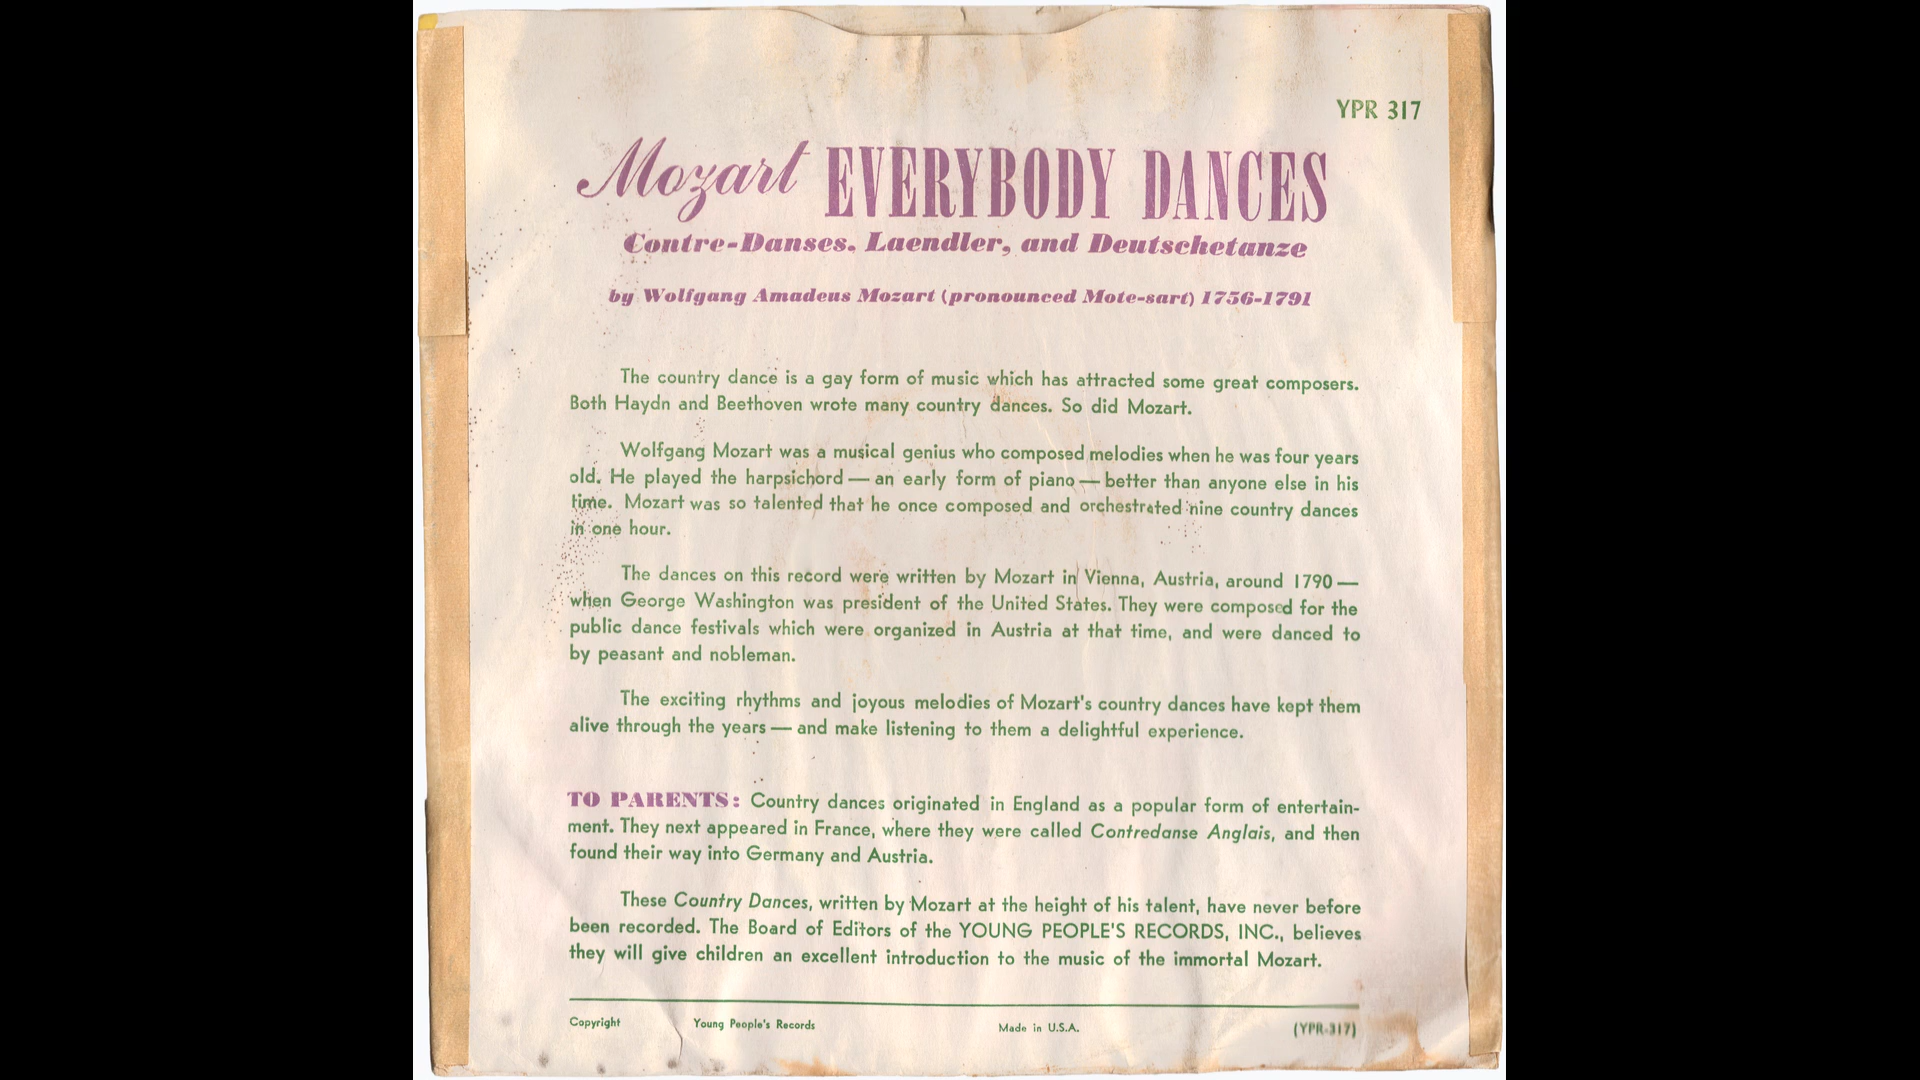 YPR 317
Mozart EVERYBODY DANCES
Contre-Danses, Laendler, and Deutschetanze
by Wolfgang Amadeus Mozart (pronounced Mote-sart) 1756-1791
The country dance is a gay form of music which has attracted some great composers.
Both Haydn and Beethoven wrote many country dances. So did Mozart.
Wolfgang Mozart was a musical genius who composed melodies when he was four years
old. He played the harpsichord — an early form of piano — better than anyone else in his
time. Mozart was so talented that he once composed and orchestrated nine country dances
in one hour.
The dances on this record were written by Mozart in Vienna, Austria, around 1790 —
when George Washington was president of the United States. They were composed for the
public dance festivals which were organized in Austria at that time, and were danced to
by peasant and nobleman.
The exciting rhythms and joyous melodies of Mozart's country dances have kept them
alive through the years — and make listening to them a delightful experience.
TO PARENTS: Country dances originated in England as a popular form of entertain-
ment. They next appeared in France, where they were called Contredanse Anglais, and then
found their way into Germany and Austria.
These Country Dances, written by Mozart at the height of his talent, have never before
been recorded. The Board of Editors of the YOUNG PEOPLE'S RECORDS, INC., believes
they will give children an excellent introduction to the music of the immortal Mozart.
Copyright Young People's Records Made in U.S.A. (YPR-317)